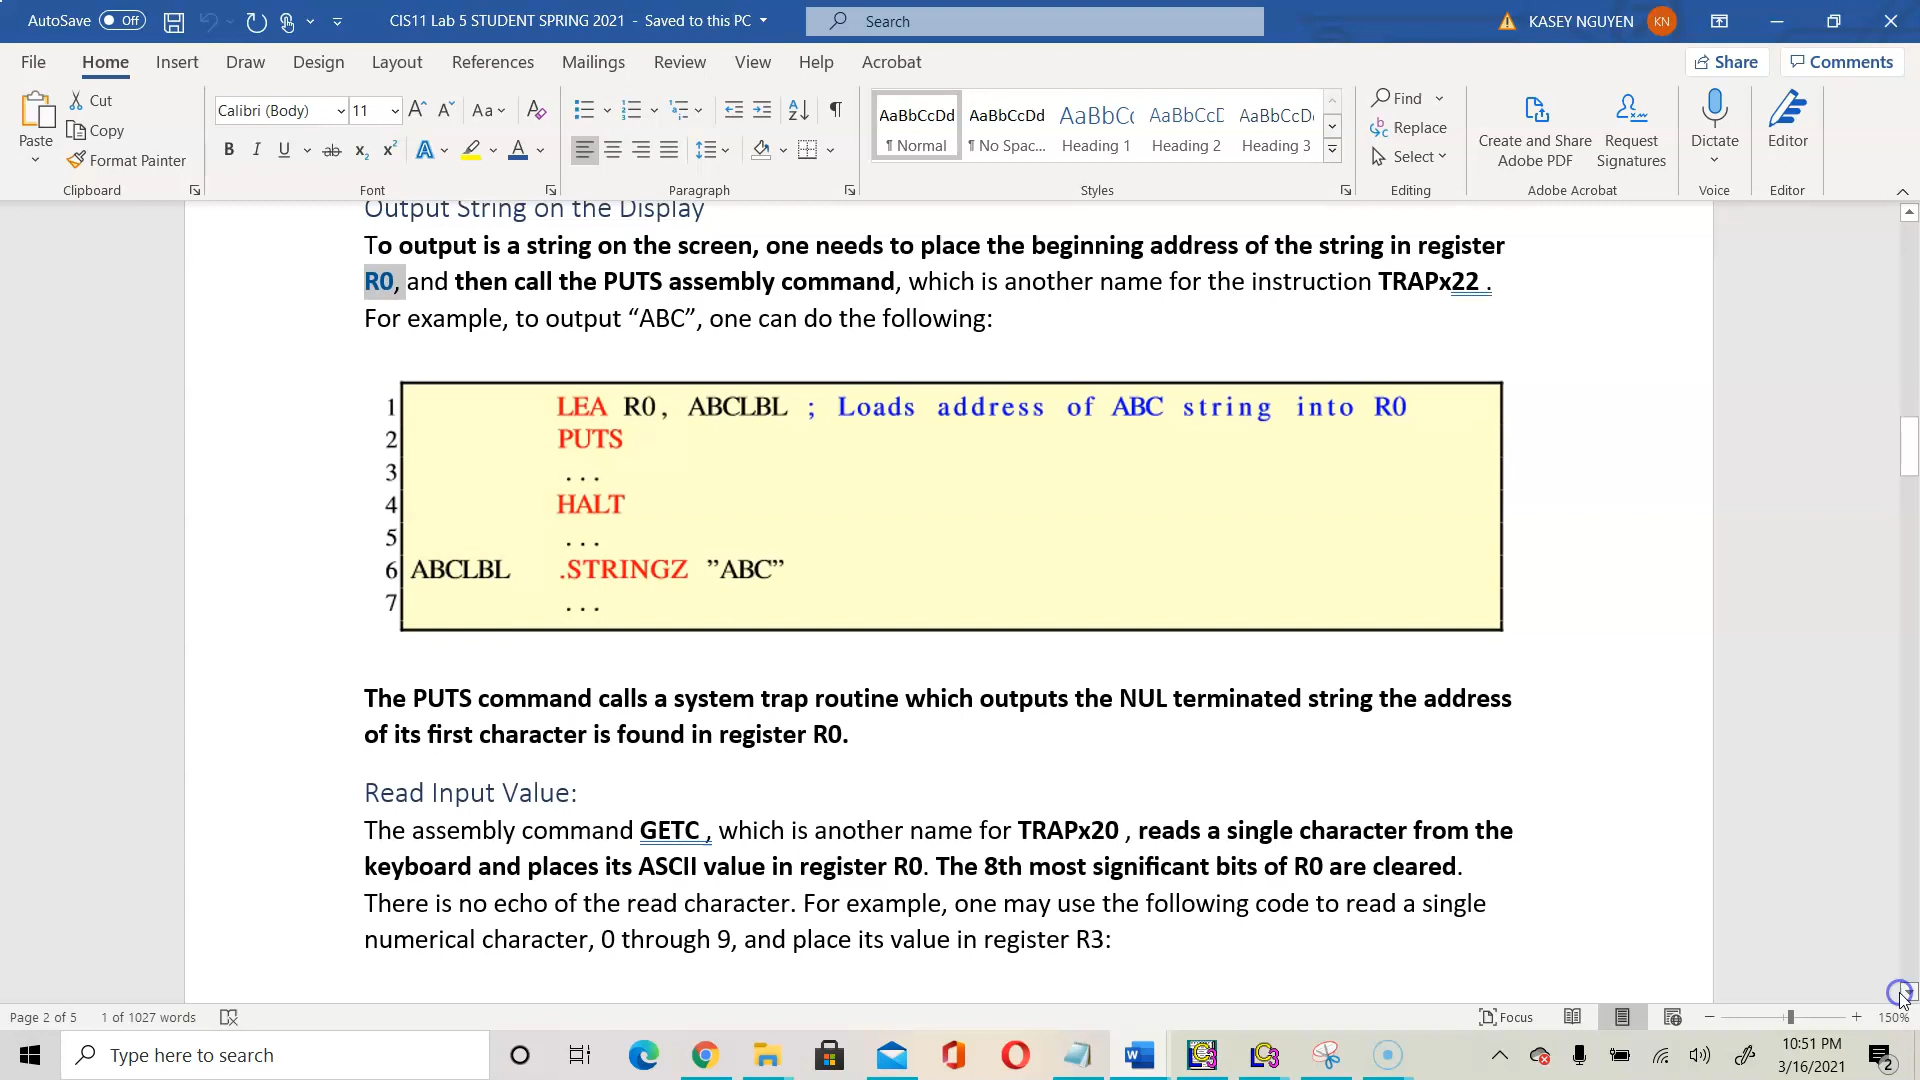 AutoSave Off CIS11 Lab 5 STUDENT SPRING 2021 - Saved to this PC Search KASEY NGUYEN KN
File Home Insert Draw Design Layout References Mailings Review View Help Acrobat Share Comments
Paste Cut Copy Format Painter
Calibri (Body) 11 Aa
B I U ab x2 x2 A A
AaBbCcDd AaBbCcDd AaBbCc AaBbCcD AaBbCcD
¶ Normal ¶ No Spac... Heading 1 Heading 2 Heading 3
Find Replace Select
Create and Share Adobe PDF Request Signatures Dictate Editor
Clipboard Font Paragraph Styles Editing Adobe Acrobat Voice Editor
Output String on the Display
To output is a string on the screen, one needs to place the beginning address of the string in register
R0, and then call the PUTS assembly command, which is another name for the instruction TRAPx22 .
For example, to output “ABC”, one can do the following:
1 LEA R0, ABCLBL ; Loads address of ABC string into R0
2 PUTS
3 ...
4 HALT
5 ...
6 ABCLBL .STRINGZ ”ABC”
7 ...
The PUTS command calls a system trap routine which outputs the NUL terminated string the address
of its first character is found in register R0.
Read Input Value:
The assembly command GETC , which is another name for TRAPx20 , reads a single character from the
keyboard and places its ASCII value in register R0. The 8th most significant bits of R0 are cleared.
There is no echo of the read character. For example, one may use the following code to read a single
numerical character, 0 through 9, and place its value in register R3:
Page 2 of 5 1 of 1027 words Focus 150%
Type here to search 10:51 PM
3/16/2021 2